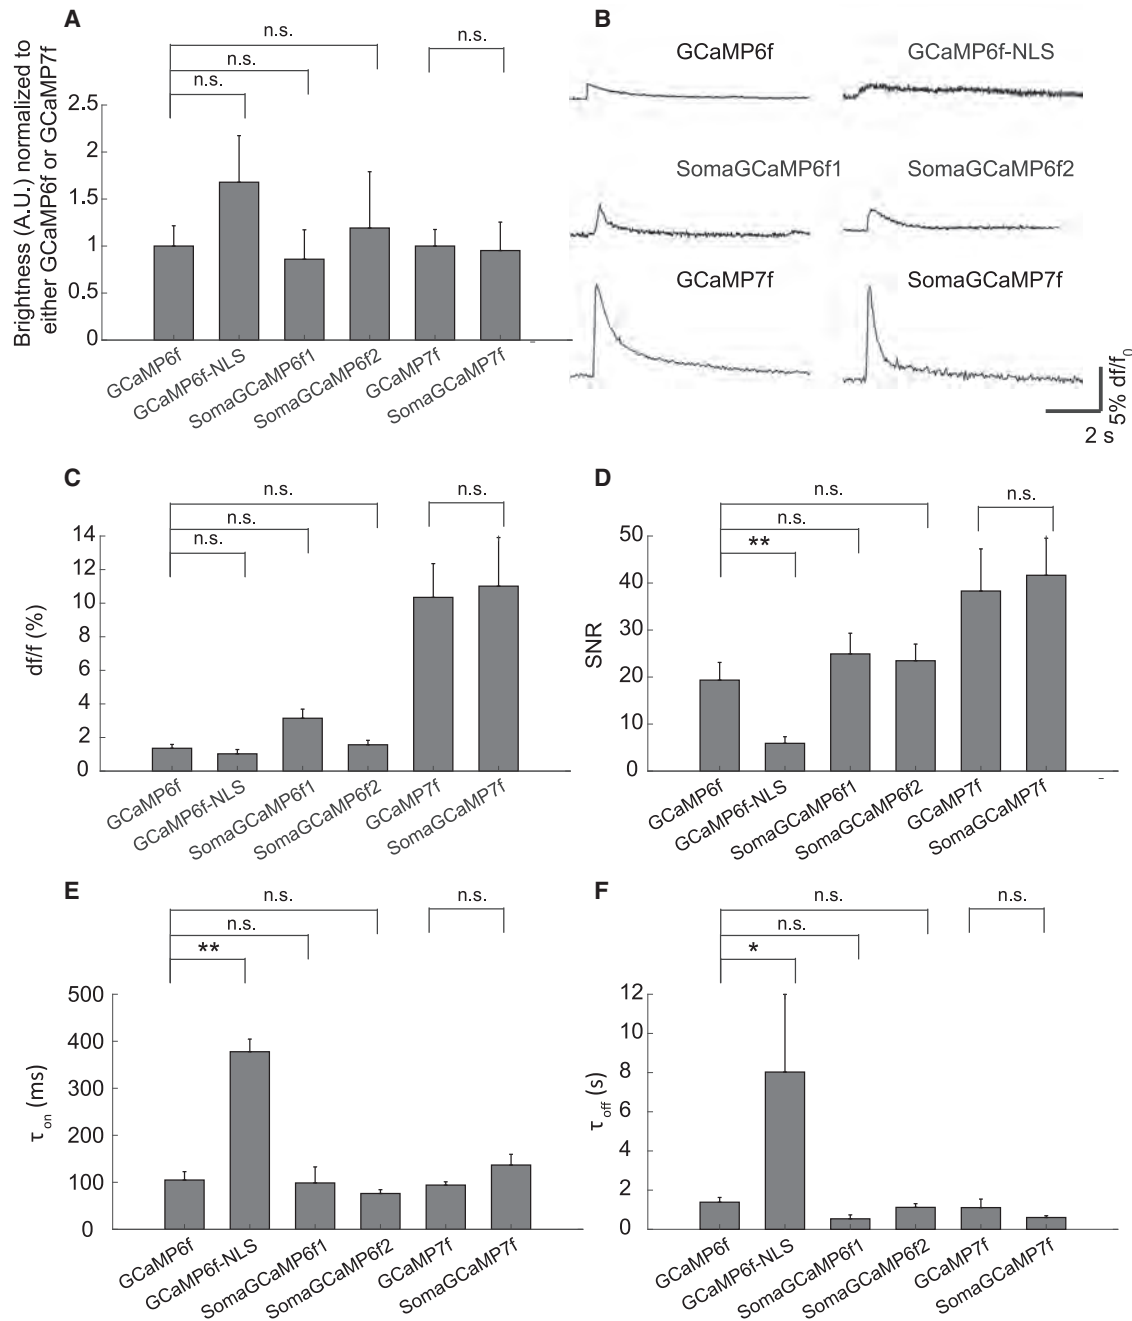 A
n.s.
n.s.
n.s.
n.s.
Brightness (A.U.) normalized to
either GCaMP6f or GCaMP7f
2.5
2
1.5
1
0.5
0
GCaMP6f
GCaMP6f-NLS
SomaGCaMP6f1
SomaGCaMP6f2
GCaMP7f
SomaGCaMP7f
B
GCaMP6f
GCaMP6f-NLS
SomaGCaMP6f1
SomaGCaMP6f2
GCaMP7f
SomaGCaMP7f
5% df/f0
2 s
C
n.s.
n.s.
n.s.
n.s.
df/f (%)
14
12
10
8
6
4
2
0
GCaMP6f
GCaMP6f-NLS
SomaGCaMP6f1
SomaGCaMP6f2
GCaMP7f
SomaGCaMP7f
D
n.s.
n.s.
n.s.
**
SNR
50
40
30
20
10
0
GCaMP6f
GCaMP6f-NLS
SomaGCaMP6f1
SomaGCaMP6f2
GCaMP7f
SomaGCaMP7f
E
n.s.
n.s.
n.s.
**
τon (ms)
500
400
300
200
100
0
GCaMP6f
GCaMP6f-NLS
SomaGCaMP6f1
SomaGCaMP6f2
GCaMP7f
SomaGCaMP7f
F
n.s.
n.s.
n.s.
*
τoff (s)
12
10
8
6
4
2
0
GCaMP6f
GCaMP6f-NLS
SomaGCaMP6f1
SomaGCaMP6f2
GCaMP7f
SomaGCaMP7f